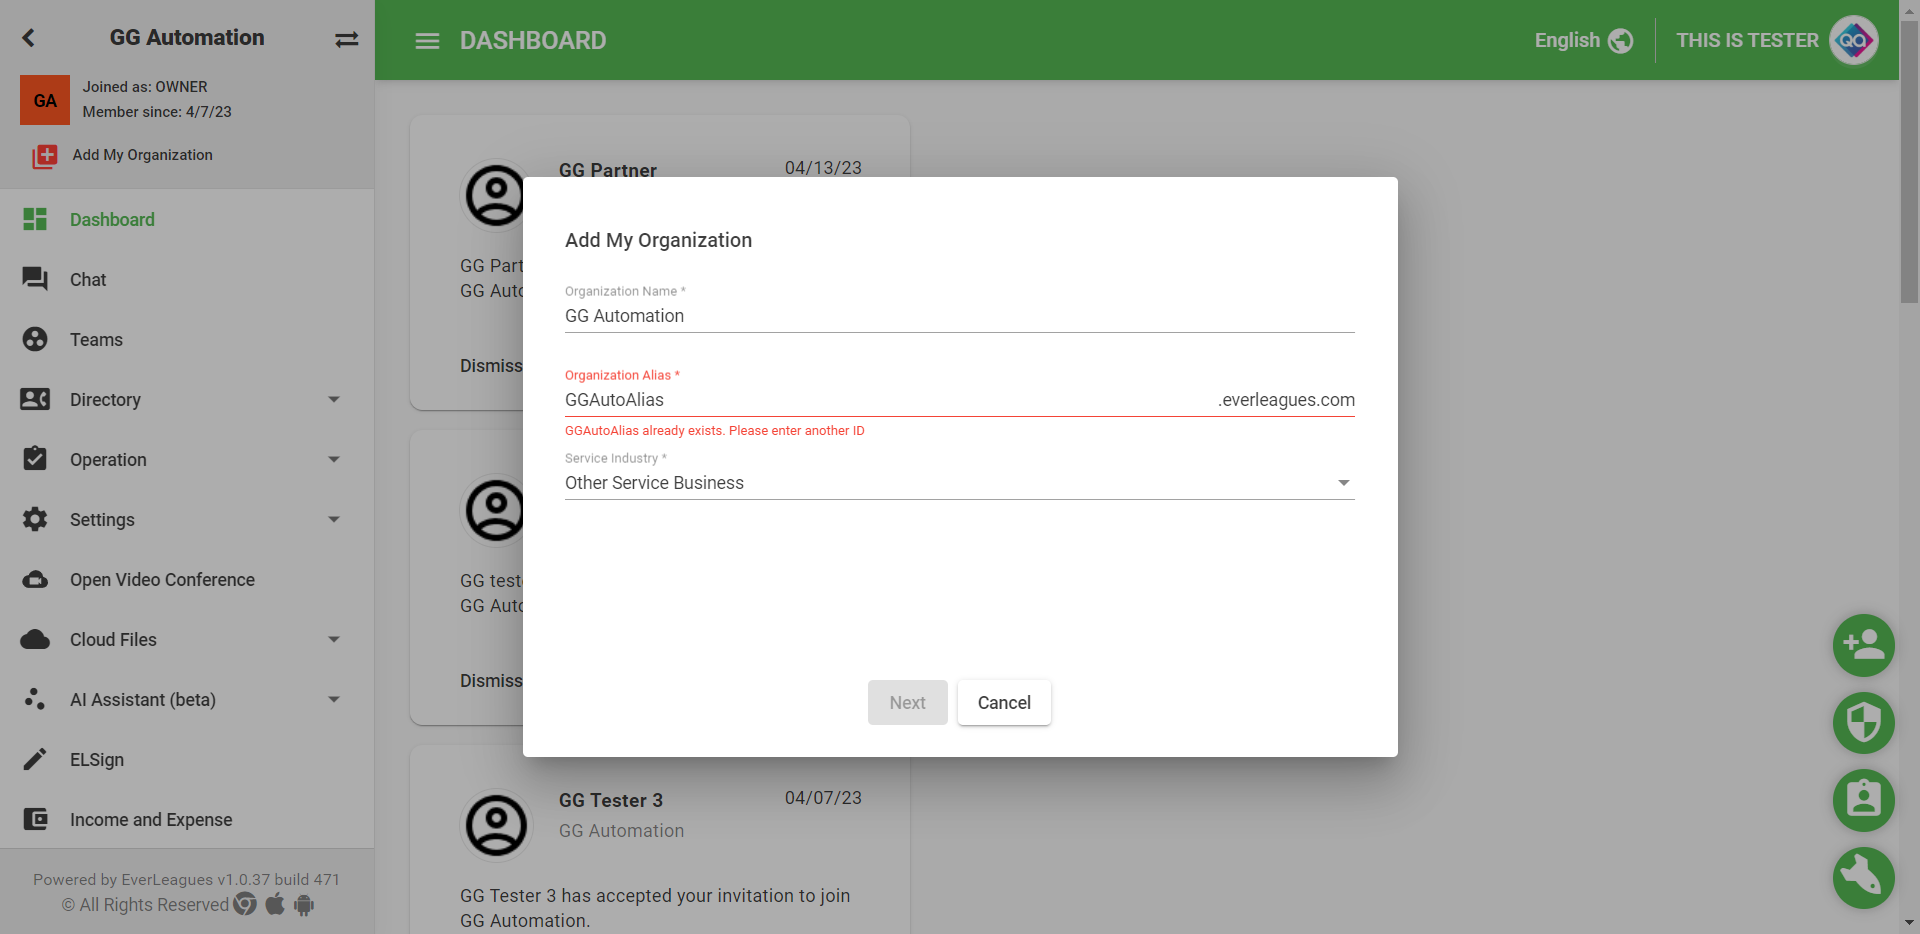 GG Automation
GA
Joined as: OWNER
Member since: 4/7/23
Add My Organization
Dashboard
Chat
Teams
Directory
Operation
Settings
Open Video Conference
Cloud Files
AI Assistant (beta)
ELSign
Income and Expense
Powered by EverLeagues v1.0.37 build 471
© All Rights Reserved
DASHBOARD
English
THIS IS TESTER
QA
GG Partner
04/13/23
GG Part
GG Auto
Dismiss
GG test
GG Auto
Dismiss
GG Tester 3
04/07/23
GG Automation
GG Tester 3 has accepted your invitation to join
GG Automation.
Add My Organization
Organization Name *
GG Automation
Organization Alias *
GGAutoAlias
.everleagues.com
GGAutoAlias already exists. Please enter another ID
Service Industry *
Other Service Business
Next
Cancel